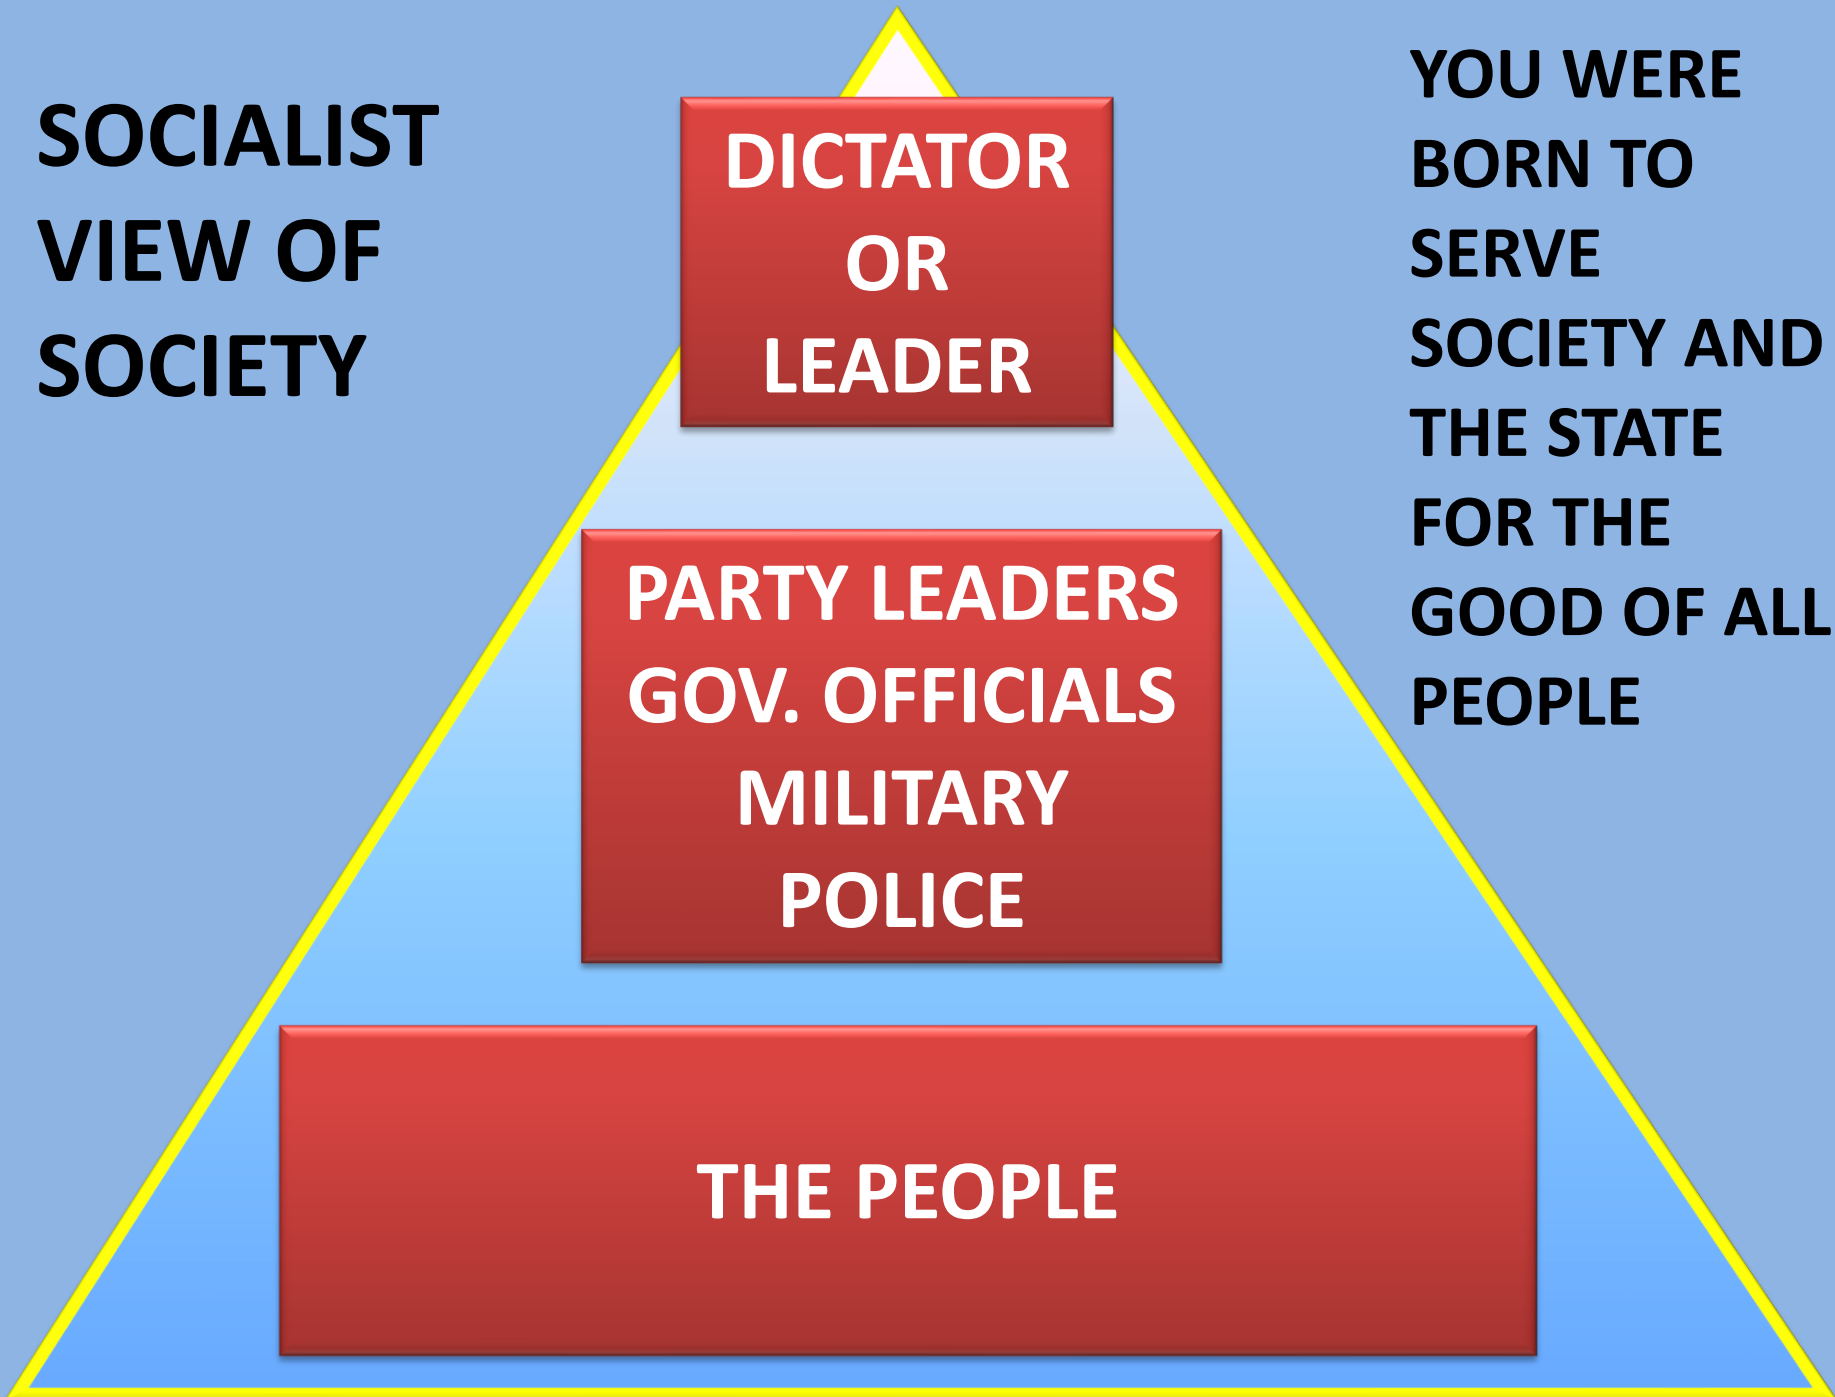 SOCIALIST
VIEW OF
SOCIETY
DICTATOR
OR
LEADER
PARTY LEADERS
GOV. OFFICIALS
MILITARY
POLICE
THE PEOPLE
YOU WERE
BORN TO
SERVE
SOCIETY AND
THE STATE
FOR THE
GOOD OF ALL
PEOPLE